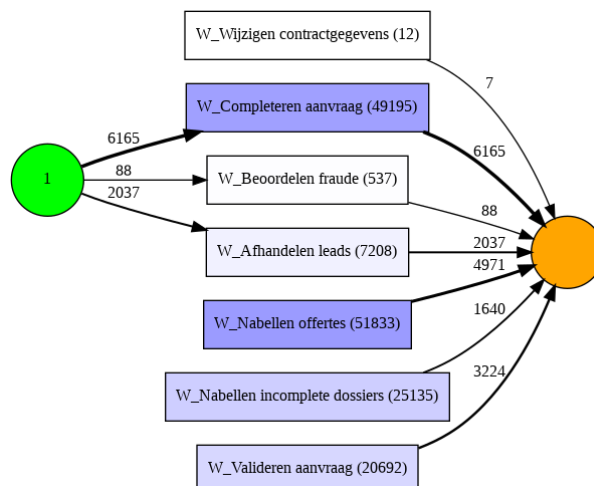 W_Wijzigen contractgegevens (12)
7
W_Completeren aanvraag (49195)
6165
6165
1
88
W_Beoordelen fraude (537)
2037
88
W_Afhandelen leads (7208)
2037
4971
W_Nabellen offertes (51833)
1640
W_Nabellen incomplete dossiers (25135)
3224
W_Valideren aanvraag (20692)